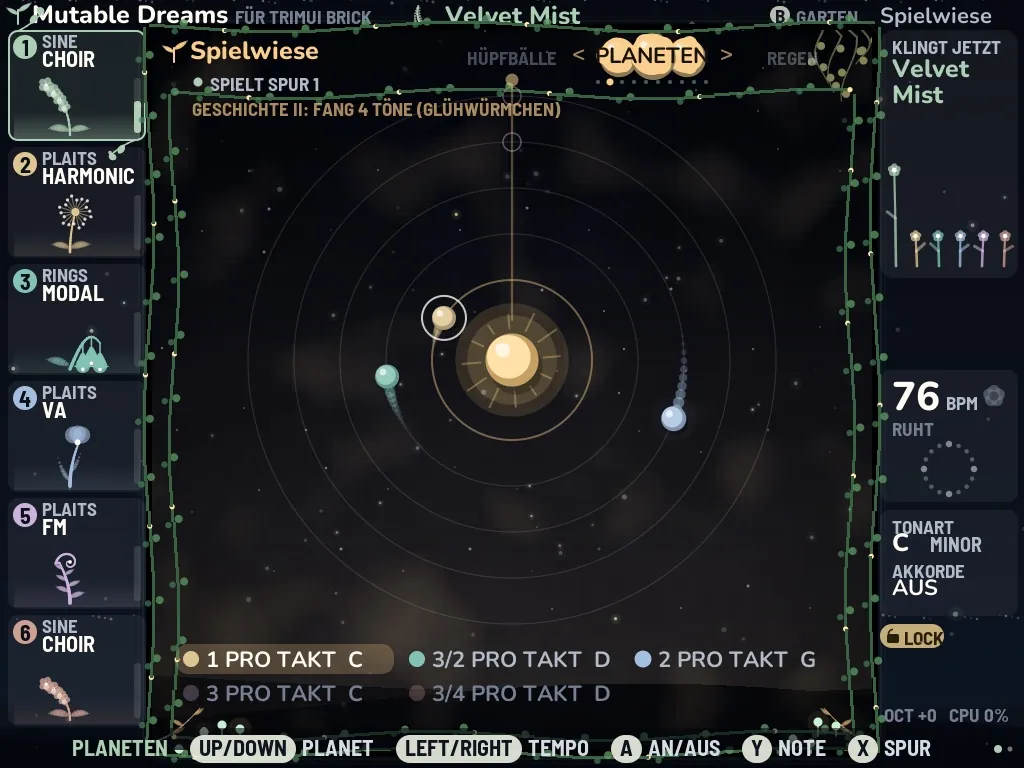 Mutable Dreams FÜR TRIMUI BRICK
Velvet Mist
B GARTEN
Spielwiese
1 SINE
CHOIR
2 PLAITS
HARMONIC
3 RINGS
MODAL
4 PLAITS
VA
5 PLAITS
FM
6 SINE
CHOIR
Spielwiese
HÜPFBÄLLE < PLANETEN > REGEN
SPIELT SPUR 1
GESCHICHTE II: FANG 4 TÖNE (GLÜHWÜRMCHEN)
1 PRO TAKT C
3/2 PRO TAKT D
2 PRO TAKT G
3 PRO TAKT C
3/4 PRO TAKT D
KLINGT JETZT
Velvet
Mist
76 BPM
RUHT
TONART
C MINOR
AKKORDE
AUS
LOCK
OCT +0 CPU 0%
PLANETEN - UP/DOWN PLANET LEFT/RIGHT TEMPO A AN/AUS Y NOTE X SPUR